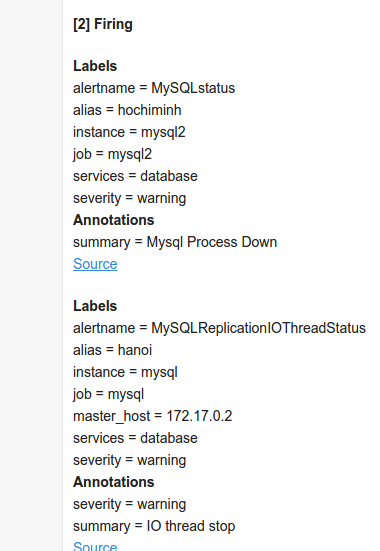 [2] Firing
Labels
alertname = MySQLstatus
alias = hochiminh
instance = mysql2
job = mysql2
services = database
severity = warning
Annotations
summary = Mysql Process Down
Source
Labels
alertname = MySQLReplicationIOThreadStatus
alias = hanoi
instance = mysql
job = mysql
master_host = 172.17.0.2
services = database
severity = warning
Annotations
severity = warning
summary = IO thread stop
Source